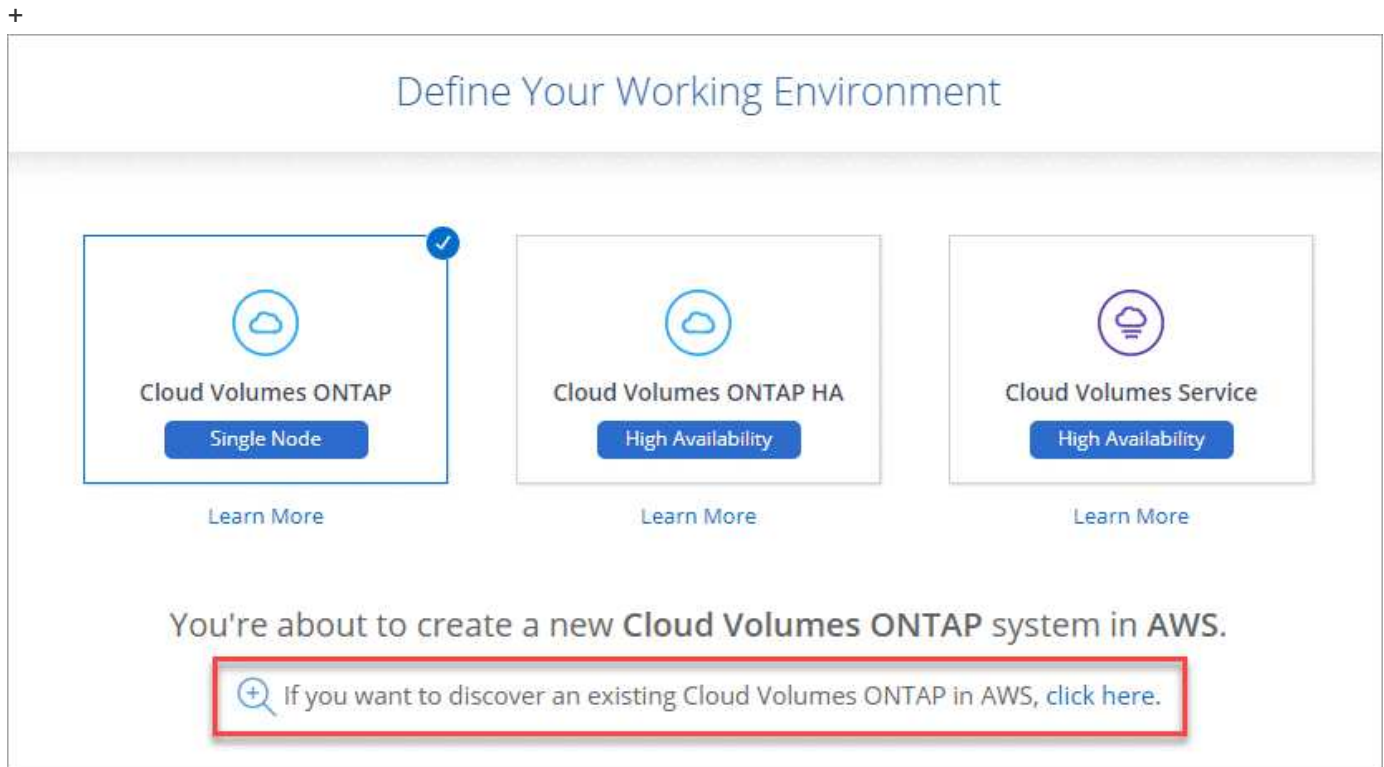 +
Define Your Working Environment
Cloud Volumes ONTAP
Single Node
Learn More
Cloud Volumes ONTAP HA
High Availability
Learn More
Cloud Volumes Service
High Availability
Learn More
You're about to create a new Cloud Volumes ONTAP system in AWS.
If you want to discover an existing Cloud Volumes ONTAP in AWS, click here.